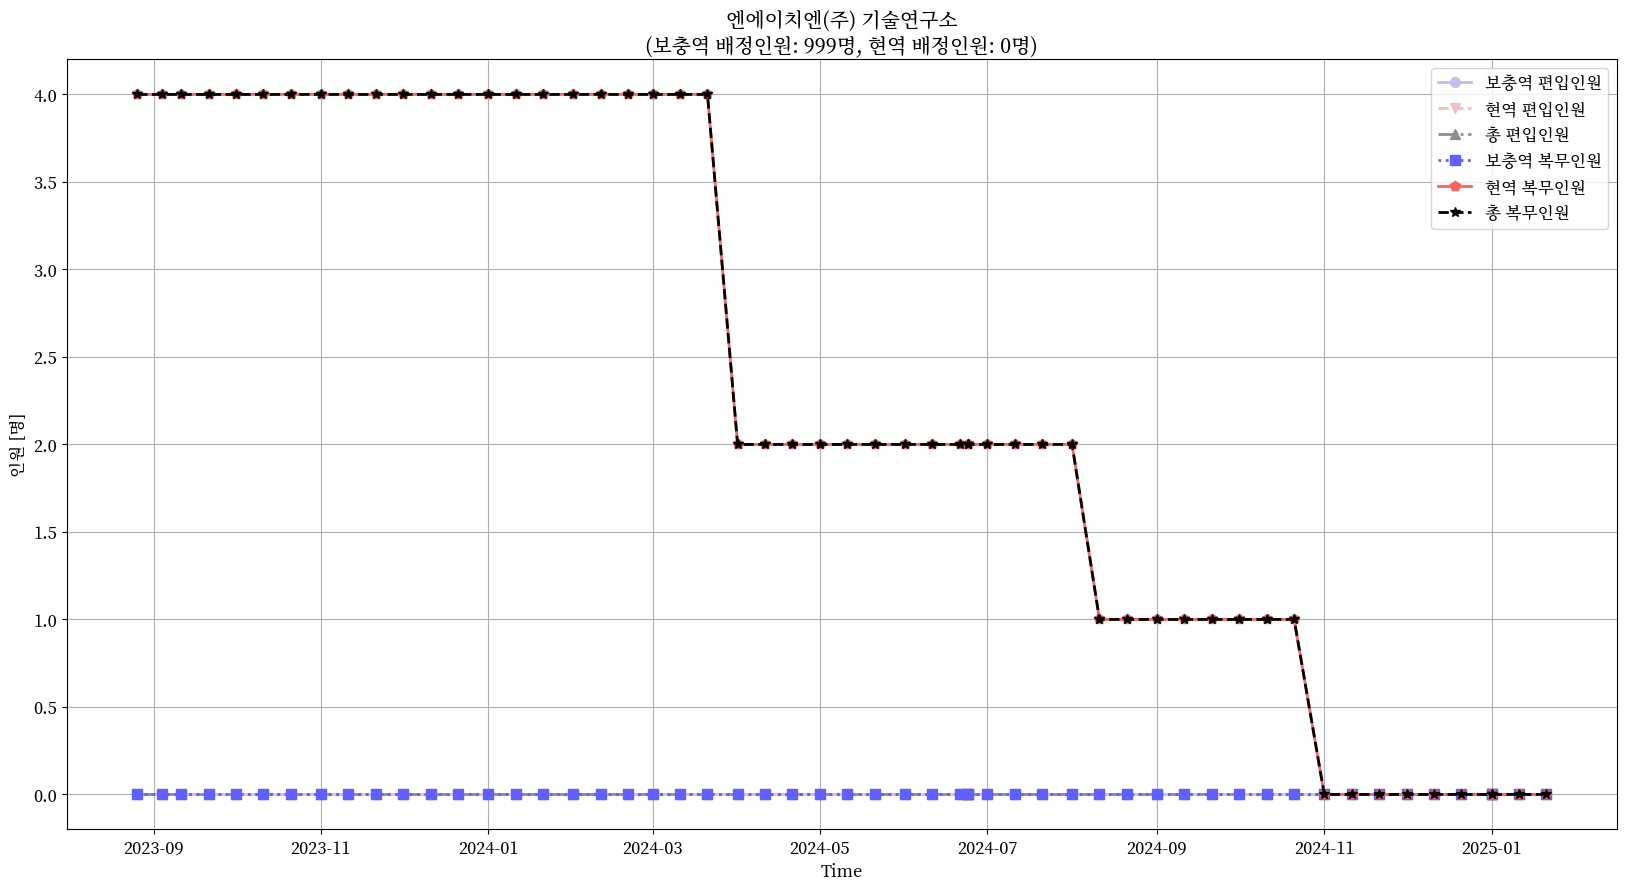 엔에이치엔(주) 기술연구소
(보충역 배정인원: 999명, 현역 배정인원: 0명)
보충역 편입인원
현역 편입인원
총 편입인원
보충역 복무인원
현역 복무인원
총 복무인원
4.0
3.5
3.0
2.5
2.0
1.5
1.0
0.5
0.0
인원 [명]
2023-09
2023-11
2024-01
2024-03
2024-05
2024-07
2024-09
2024-11
2025-01
Time